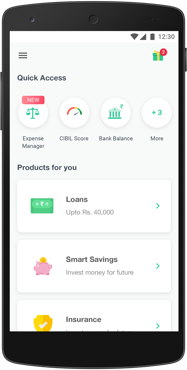 12:30
2
Quick Access
NEW
Expense Manager
CIBIL Score
Bank Balance
+3
More
Products for you
Loans
Upto Rs. 40,000
Smart Savings
Invest money for future
Insurance